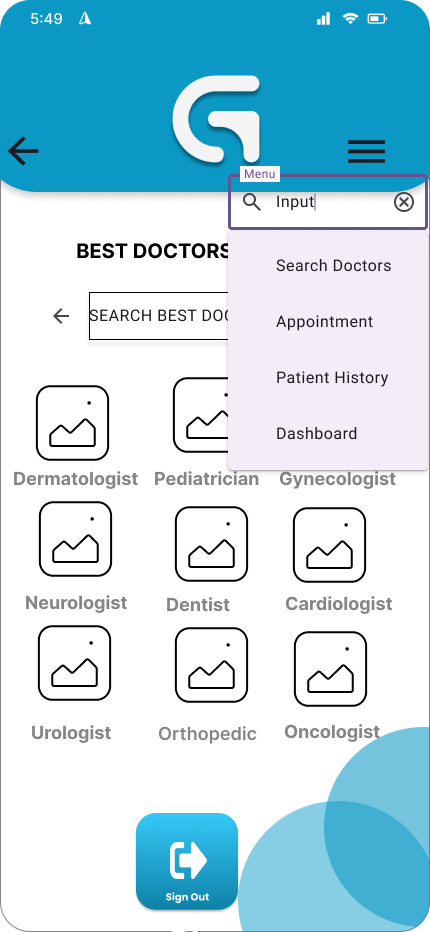 5:49
Menu
Input
BEST DOCTORS
Search Doctors
SEARCH BEST DOC
Appointment
Patient History
Dashboard
Dermatologist Pediatrician Gynecologist
Neurologist Dentist Cardiologist
Urologist Orthopedic Oncologist
Sign Out